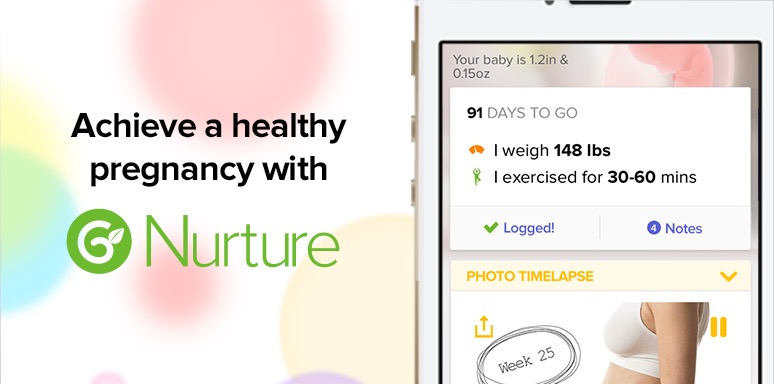 Achieve a healthy
pregnancy with
Nurture
Your baby is 1.2in &
0.15oz
91 DAYS TO GO
I weigh 148 lbs
I exercised for 30-60 mins
Logged!
4 Notes
PHOTO TIMELAPSE
Week 25